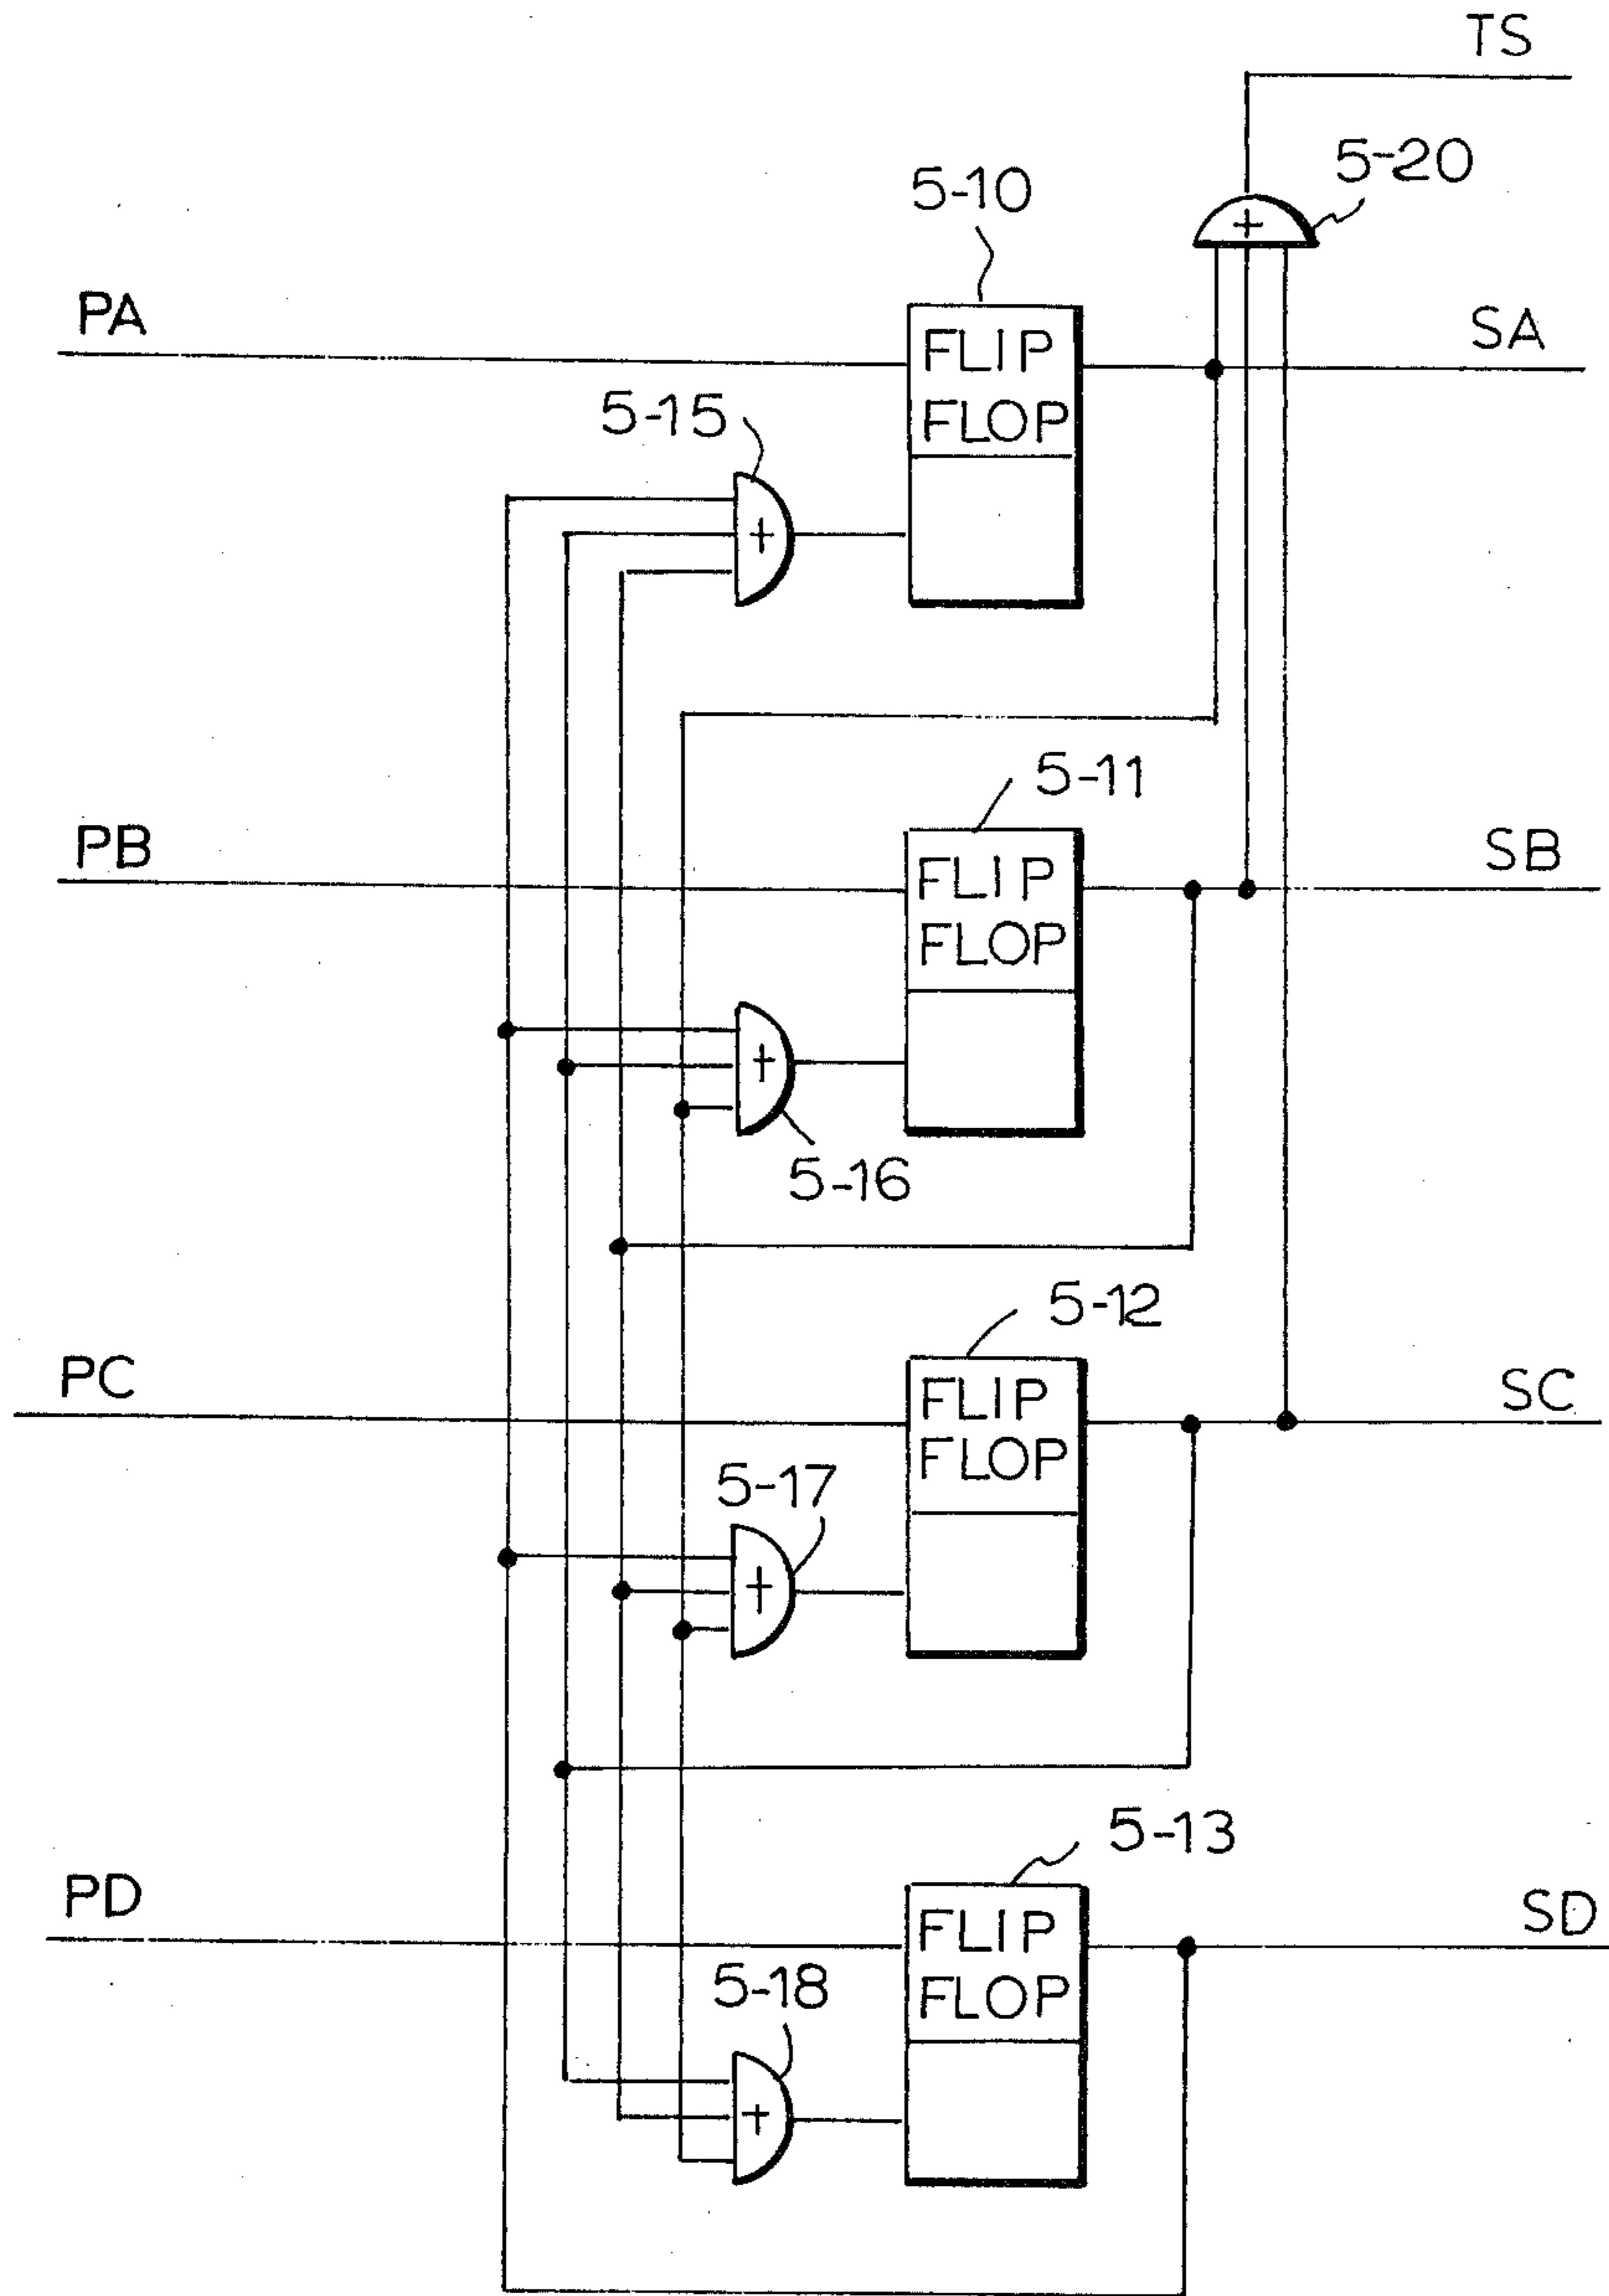 TS
5-20
5-10
PA
SA
FLIP
FLOP
5-15
+
+
5-11
PB
SB
FLIP
FLOP
+
5-16
5-12
PC
SC
FLIP
FLOP
5-17
+
5-13
PD
SD
FLIP
FLOP
5-18
+